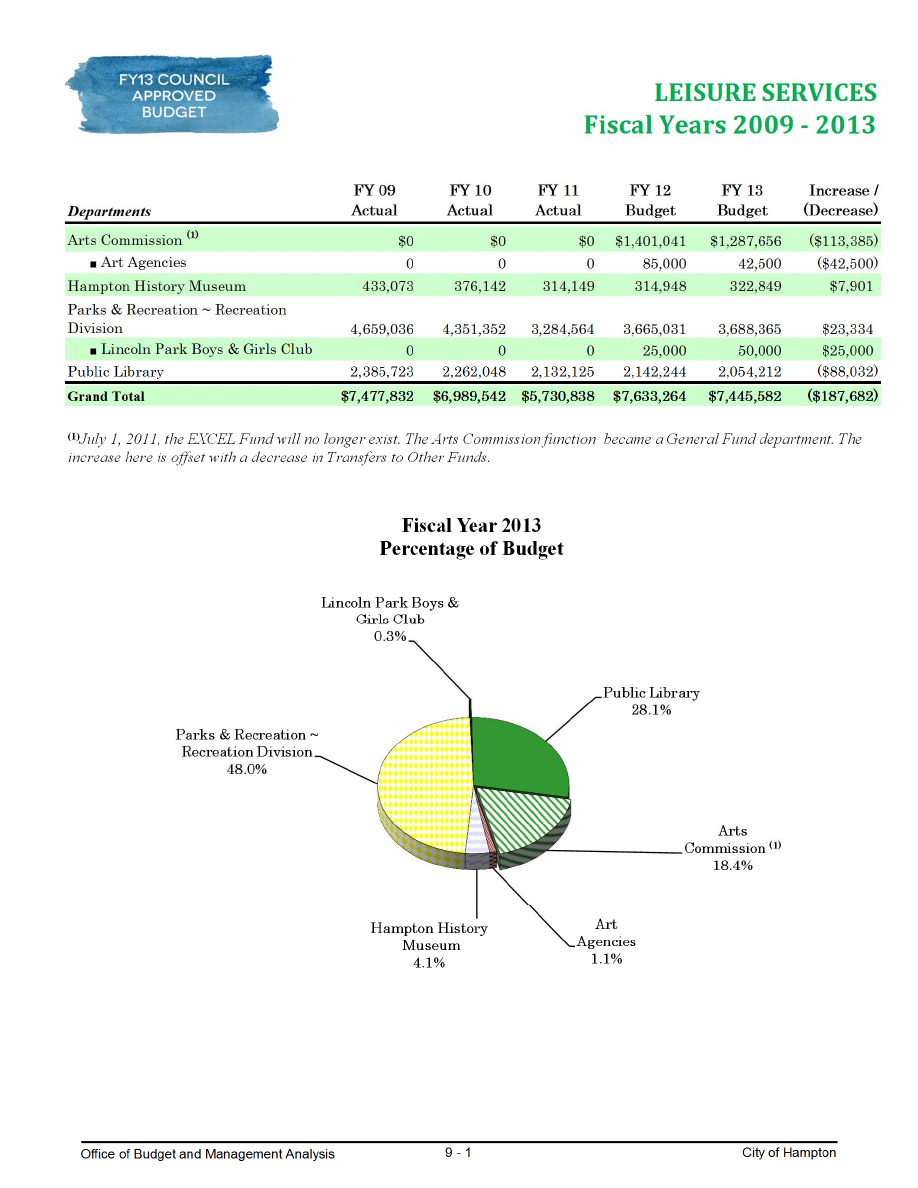 FY13 COUNCIL
APPROVED
BUDGET
LEISURE SERVICES
Fiscal Years 2009 - 2013
FY 09 FY 10 FY 11 FY 12 FY 13 Increase /
Departments Actual Actual Actual Budget Budget (Decrease)
Arts Commission (1) $0 $0 $0 $1,401,041 $1,287,656 ($113,385)
■ Art Agencies 0 0 0 85,000 42,500 ($42,500)
Hampton History Museum 433,073 376,142 314,149 314,948 322,849 $7,901
Parks & Recreation ~ Recreation
Division 4,659,036 4,351,352 3,284,564 3,665,031 3,688,365 $23,334
■ Lincoln Park Boys & Girls Club 0 0 0 25,000 50,000 $25,000
Public Library 2,385,723 2,262,048 2,132,125 2,142,244 2,054,212 ($88,032)
Grand Total $7,477,832 $6,989,542 $5,730,838 $7,633,264 $7,445,582 ($187,682)
(1)July 1, 2011, the EXCEL Fund will no longer exist. The Arts Commission function became a General Fund department. The
increase here is offset with a decrease in Transfers to Other Funds.
Fiscal Year 2013
Percentage of Budget
Lincoln Park Boys &
Girls Club
0.3%
Public Library
28.1%
Parks & Recreation ~
Recreation Division
48.0%
Arts
Commission (1)
18.4%
Hampton History
Museum
4.1%
Art
Agencies
1.1%
Office of Budget and Management Analysis 9 - 1 City of Hampton